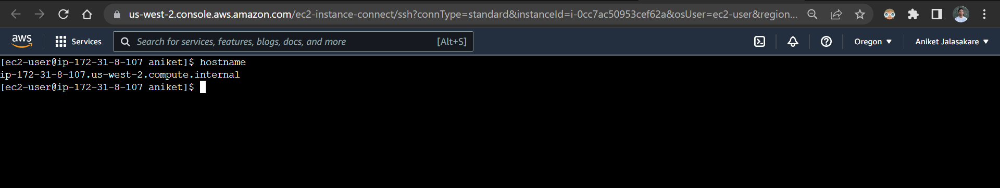 us-west-2.console.aws.amazon.com/ec2-instance-connect/ssh?connType=standard&instanceId=i-0cc7ac50953cef62a&osUser=ec2-user&region...
aws Services Search for services, features, blogs, docs, and more [Alt+S] Oregon Aniket Jalasakare
[ec2-user@ip-172-31-8-107 aniket]$ hostname
ip-172-31-8-107.us-west-2.compute.internal
[ec2-user@ip-172-31-8-107 aniket]$